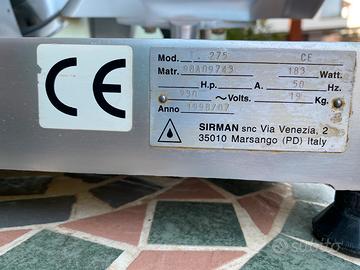 CE
Mod. 275 CE
Matr. 98A09743 183 Watt.
H.p. A. 50 Hz.
~ Volts. 19 Kg.
Anno 1998/07
SIRMAN snc Via Venezia, 2
35010 Marsango (PD) Italy
subito